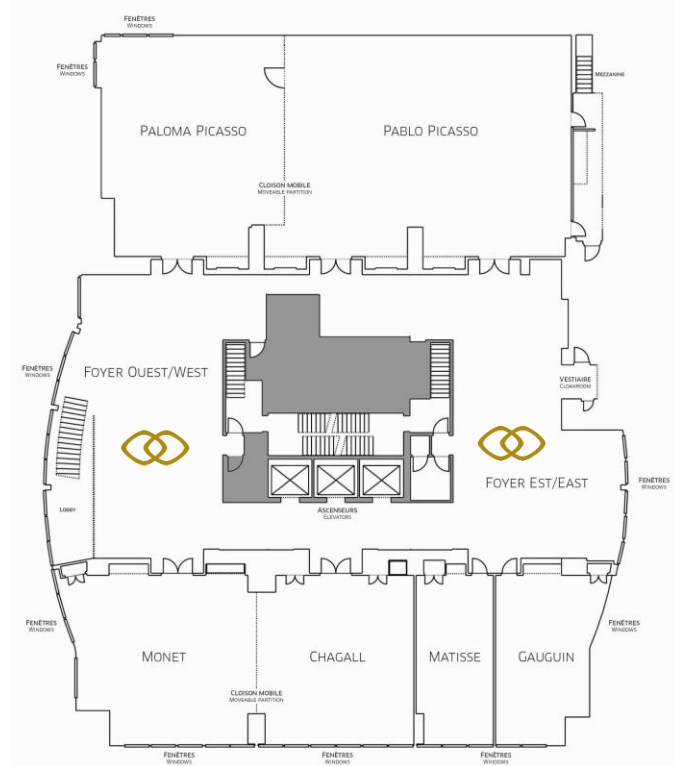 FENÊTRES
WINDOWS
FENÊTRES
WINDOWS
MEZZANINE
PALOMA PICASSO
PABLO PICASSO
CLOISON MOBILE
MOVEABLE PARTITION
FENÊTRES
WINDOWS
FOYER OUEST/WEST
VESTIAIRE
CLOAKROOM
FOYER EST/EAST
FENÊTRES
WINDOWS
LOBBY
ASCENSEURS
ELEVATORS
FENÊTRES
WINDOWS
FENÊTRES
WINDOWS
MONET
CHAGALL
MATISSE
GAUGUIN
CLOISON MOBILE
MOVEABLE PARTITION
FENÊTRES
WINDOWS
FENÊTRES
WINDOWS
FENÊTRES
WINDOWS